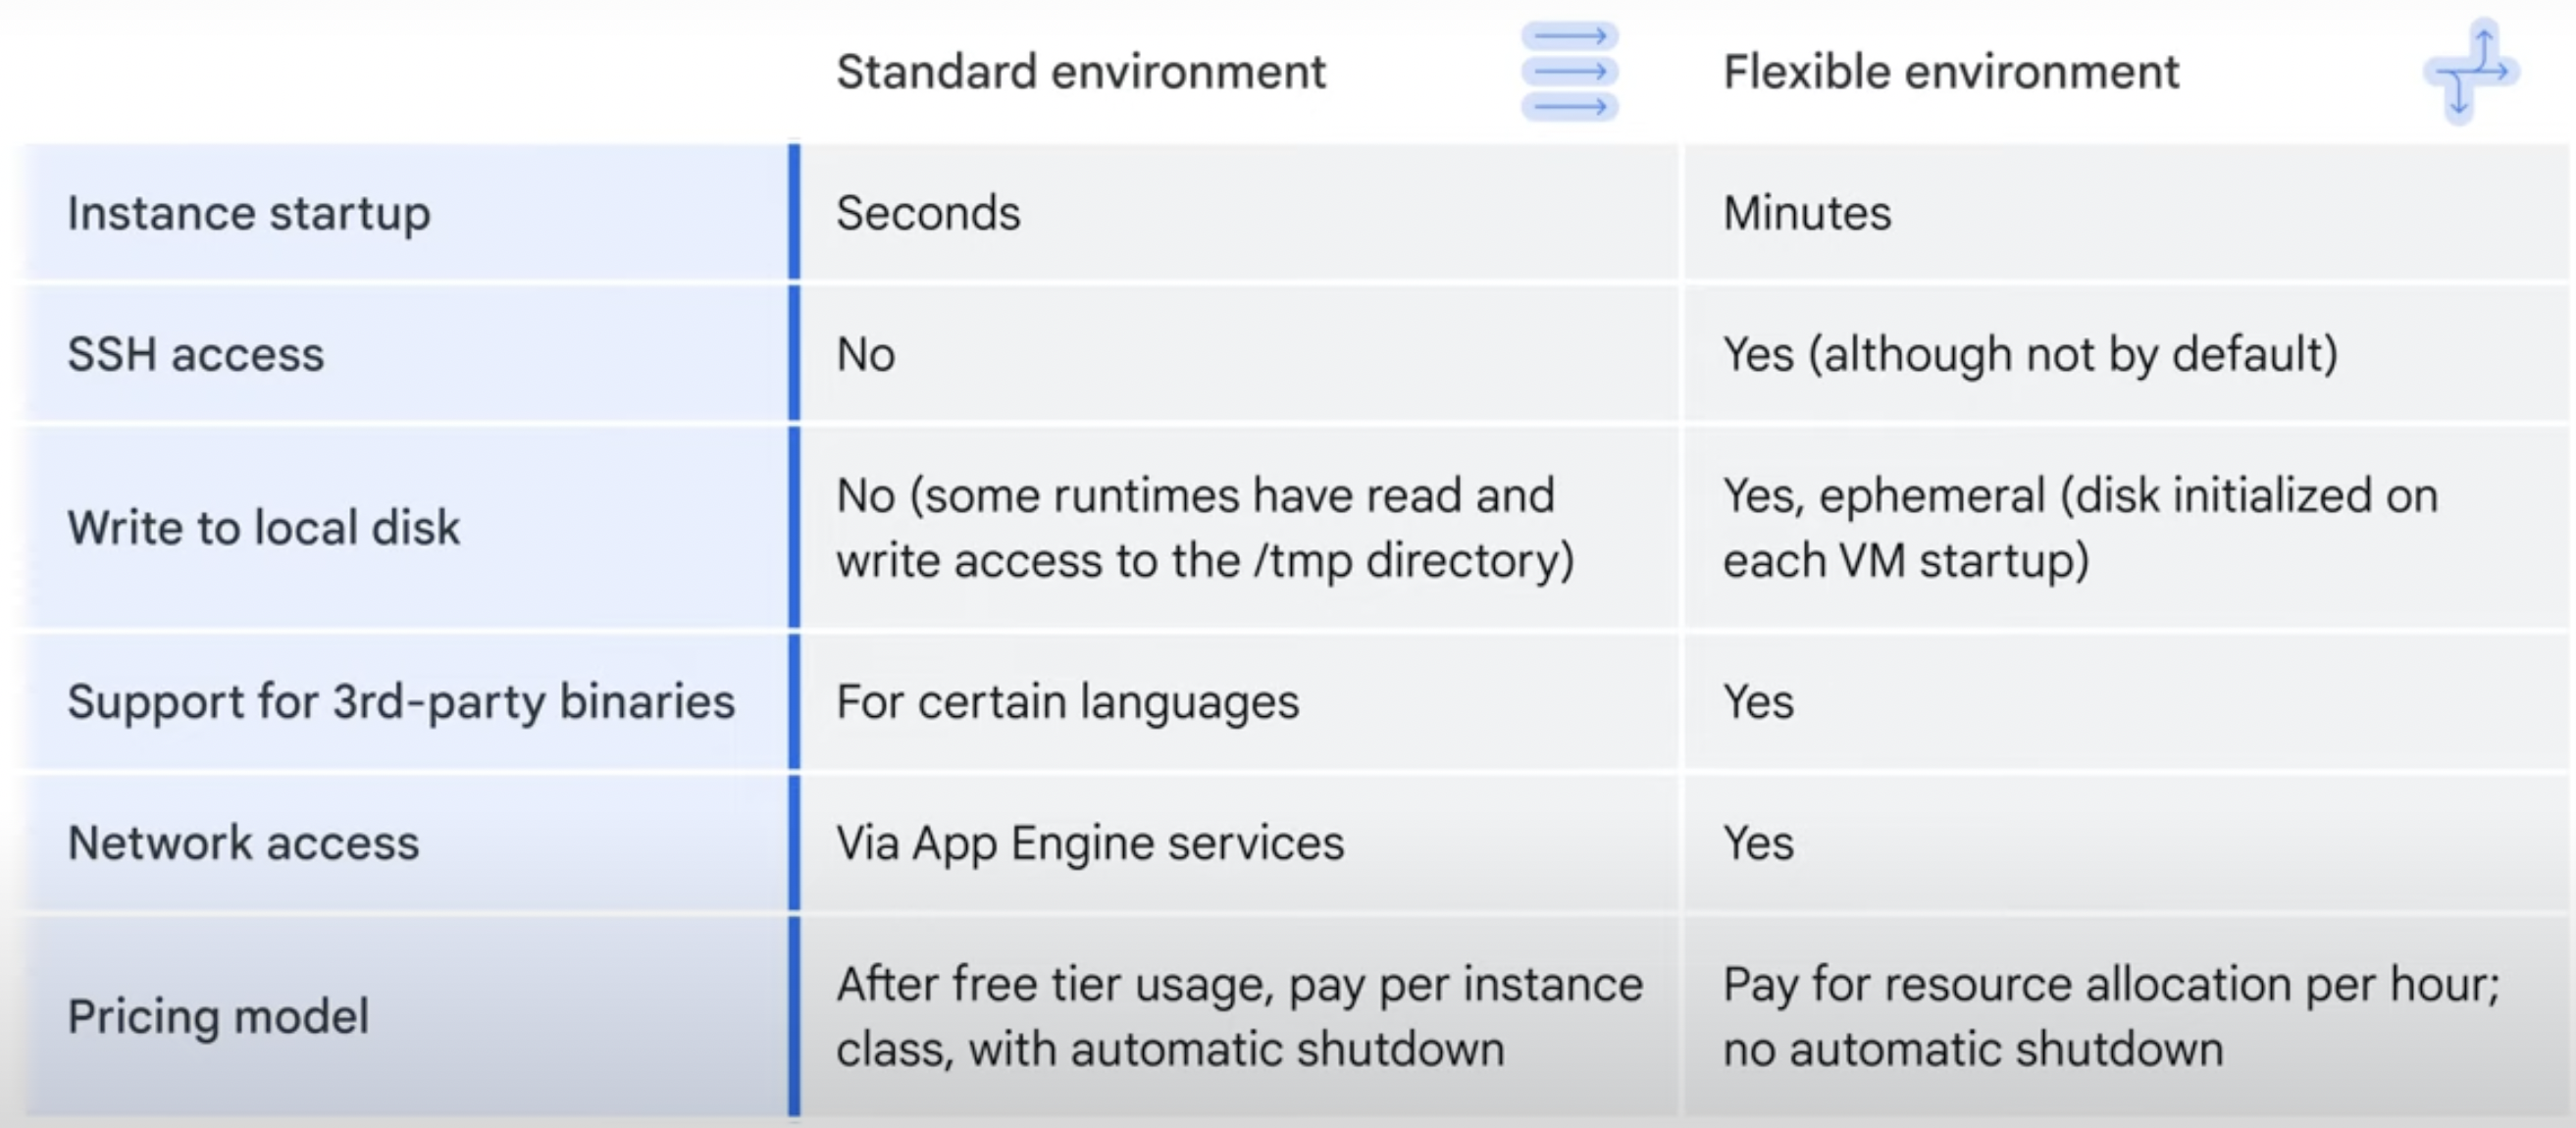 Standard environment
Flexible environment
Instance startup
Seconds
Minutes
SSH access
No
Yes (although not by default)
Write to local disk
No (some runtimes have read and
write access to the /tmp directory)
Yes, ephemeral (disk initialized on
each VM startup)
Support for 3rd-party binaries
For certain languages
Yes
Network access
Via App Engine services
Yes
Pricing model
After free tier usage, pay per instance
class, with automatic shutdown
Pay for resource allocation per hour;
no automatic shutdown